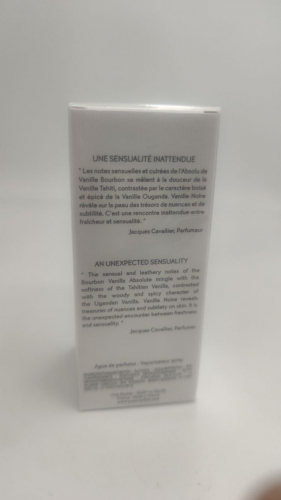 UNE SENSUALITÉ INATTENDUE
" Les notes sensuelles et cuirées de l'Absolu de
Vanille Bourbon se mêlent à la douceur de la
Vanille Tahiti, contrastée par le caractère boisé
et épicé de la Vanille Ouganda. Vanille Noire
révèle sur la peau des trésors de nuances et de
subtilité. C'est une rencontre inattendue entre
fraîcheur et sensualité. "
Jacques Cavallier, Parfumeur
AN UNEXPECTED SENSUALITY
" The sensual and leathery notes of the
Bourbon Vanilla Absolute mingle with the
softness of the Tahitian Vanilla, contrasted
with the woody and spicy character of
the Ugandan Vanilla. Vanilla Noire reveals
treasures of nuances and subtlety on skin. It is
the unexpected encounter between freshness
and sensuality. "
Jacques Cavallier, Perfumer